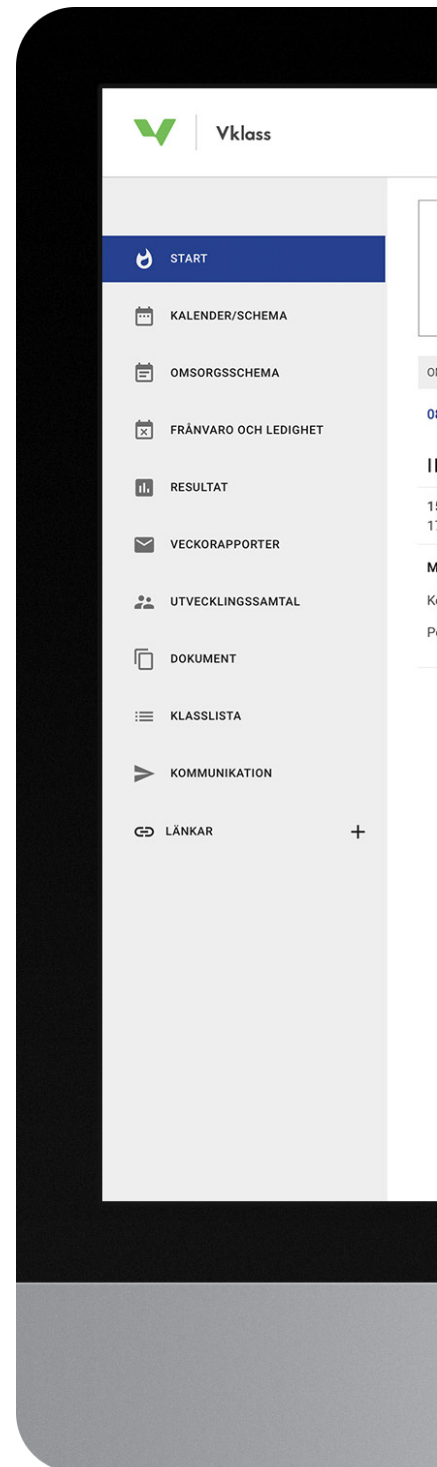 Vklass
START
KALENDER/SCHEMA
OMSORGSSCHEMA
FRÅNVARO OCH LEDIGHET
RESULTAT
VECKORAPPORTER
UTVECKLINGSSAMTAL
DOKUMENT
KLASSLISTA
KOMMUNIKATION
LÄNKAR +